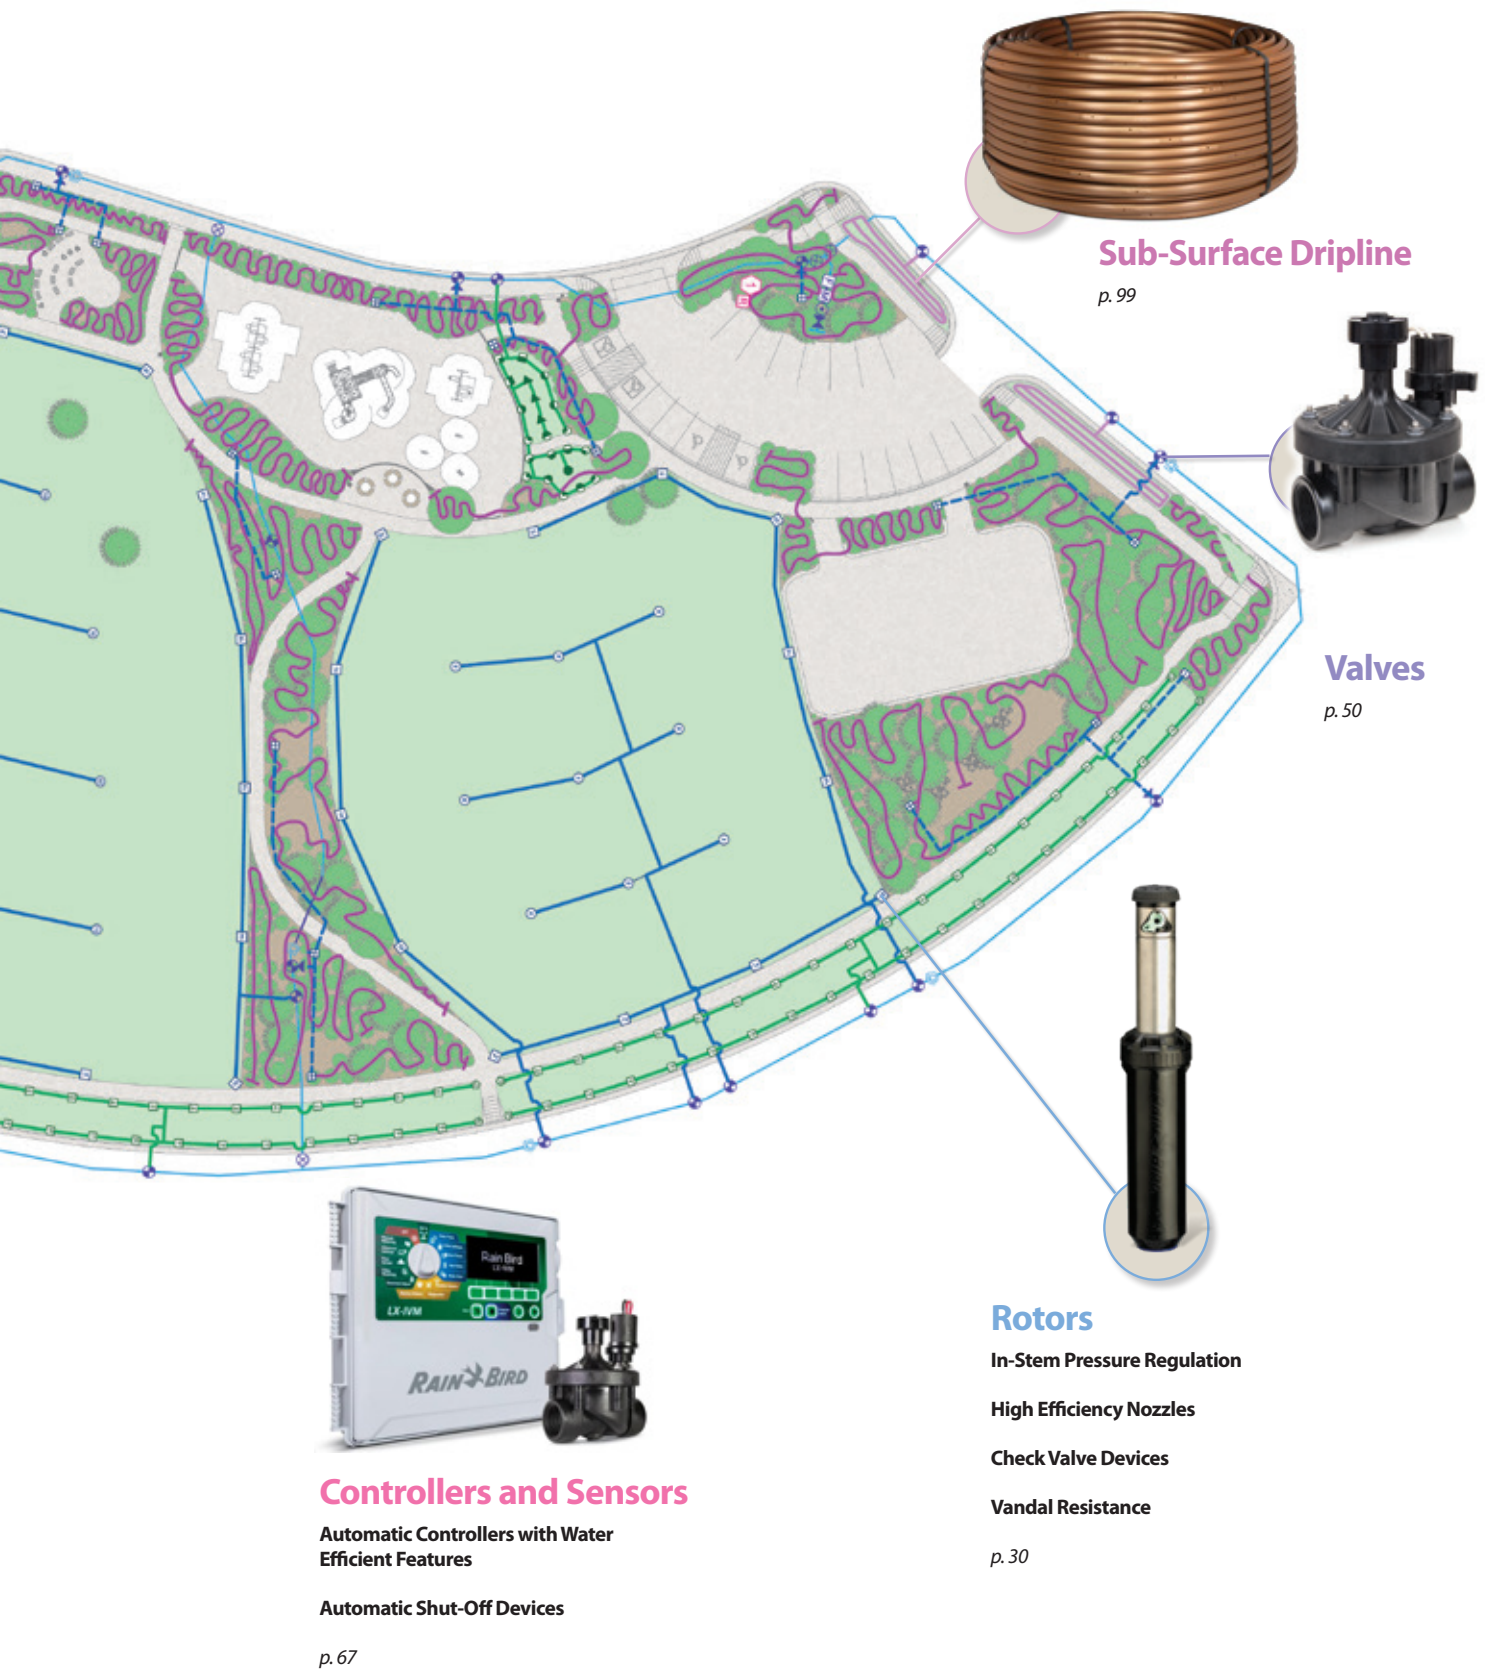 Sub-Surface Dripline
p. 99
Valves
p. 50
Rain Bird
LX-IVM
LX-IVM
RAIN BIRD
Rotors
In-Stem Pressure Regulation
High Efficiency Nozzles
Check Valve Devices
Vandal Resistance
p. 30
Controllers and Sensors
Automatic Controllers with Water
Efficient Features
Automatic Shut-Off Devices
p. 67